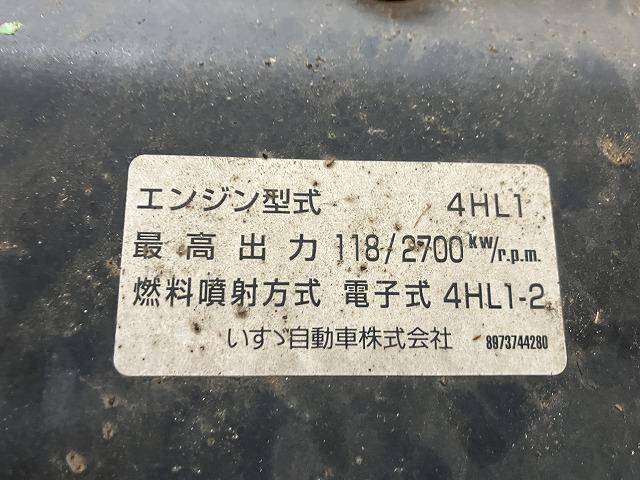 エンジン型式 4HL1
最高出力 118/2700 kw/r.p.m.
燃料噴射方式 電子式 4HL1-2
いすゞ自動車株式会社 8973744280